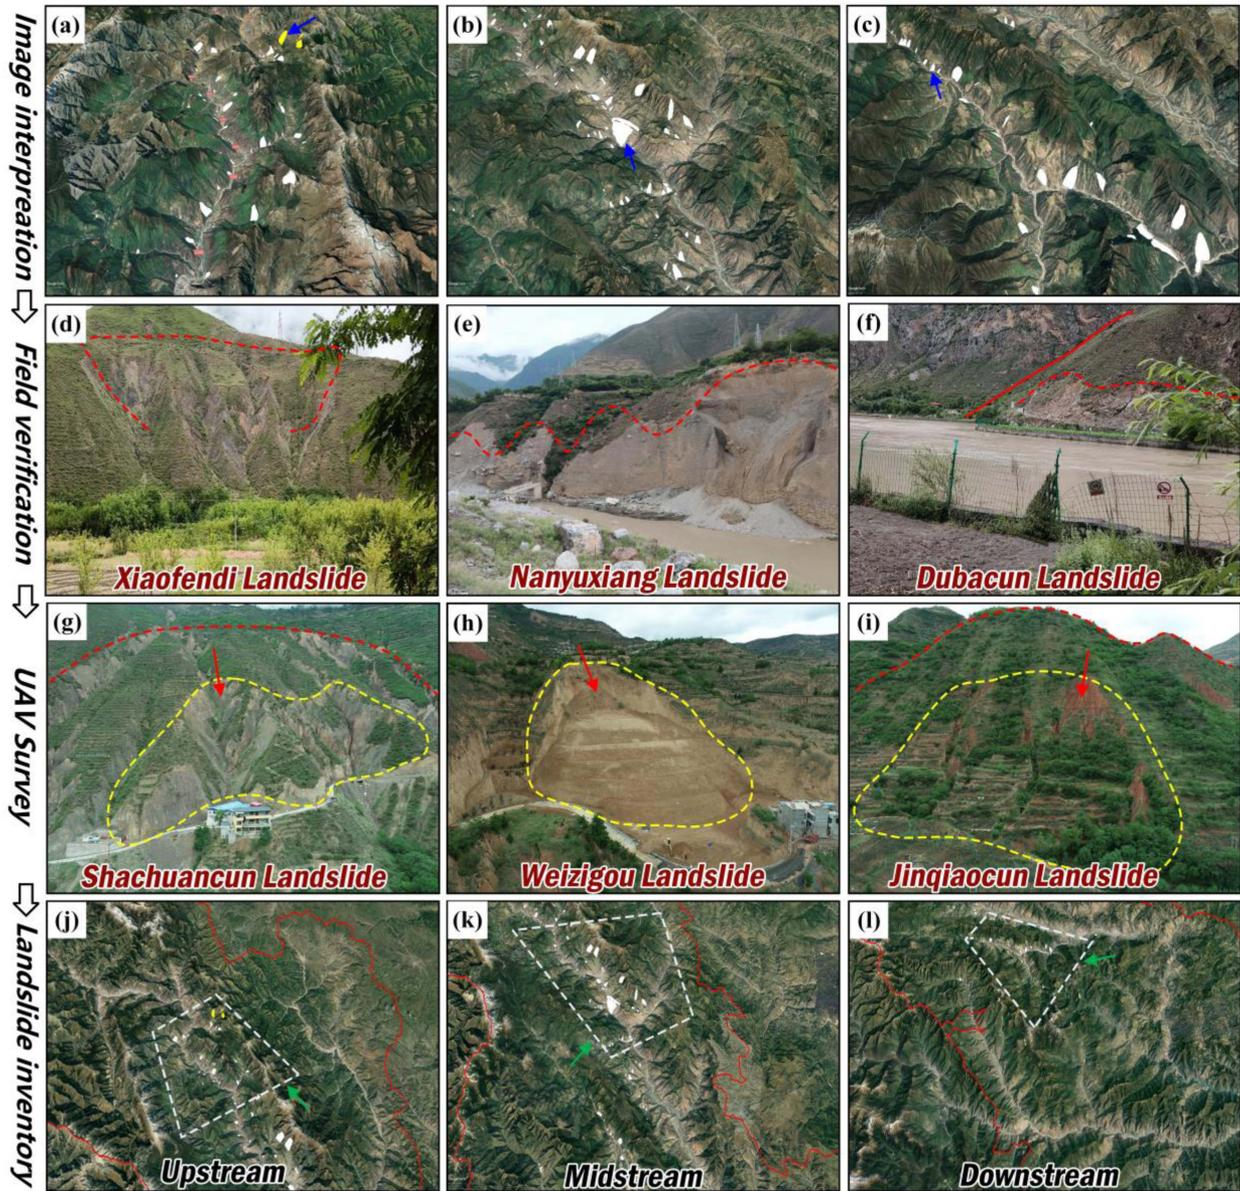 Image interpreation
(a)
(b)
(c)
Field verification
(d)
Xiaofendi Landslide
(e)
Nanyuxiang Landslide
(f)
Dubacun Landslide
UAV Survey
(g)
Shachuancun Landslide
(h)
Weizigou Landslide
(i)
Jinqiaocun Landslide
Landslide inventory
(j)
Upstream
(k)
Midstream
(l)
Downstream